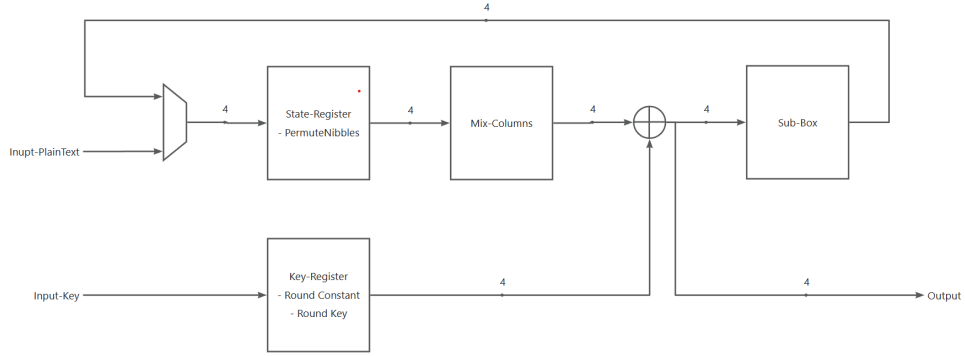 4
4
State-Register
- PermuteNibbles
4
Mix-Columns
4
4
Sub-Box
Inupt-PlainText
Input-Key
Key-Register
- Round Constant
- Round Key
4
4
Output